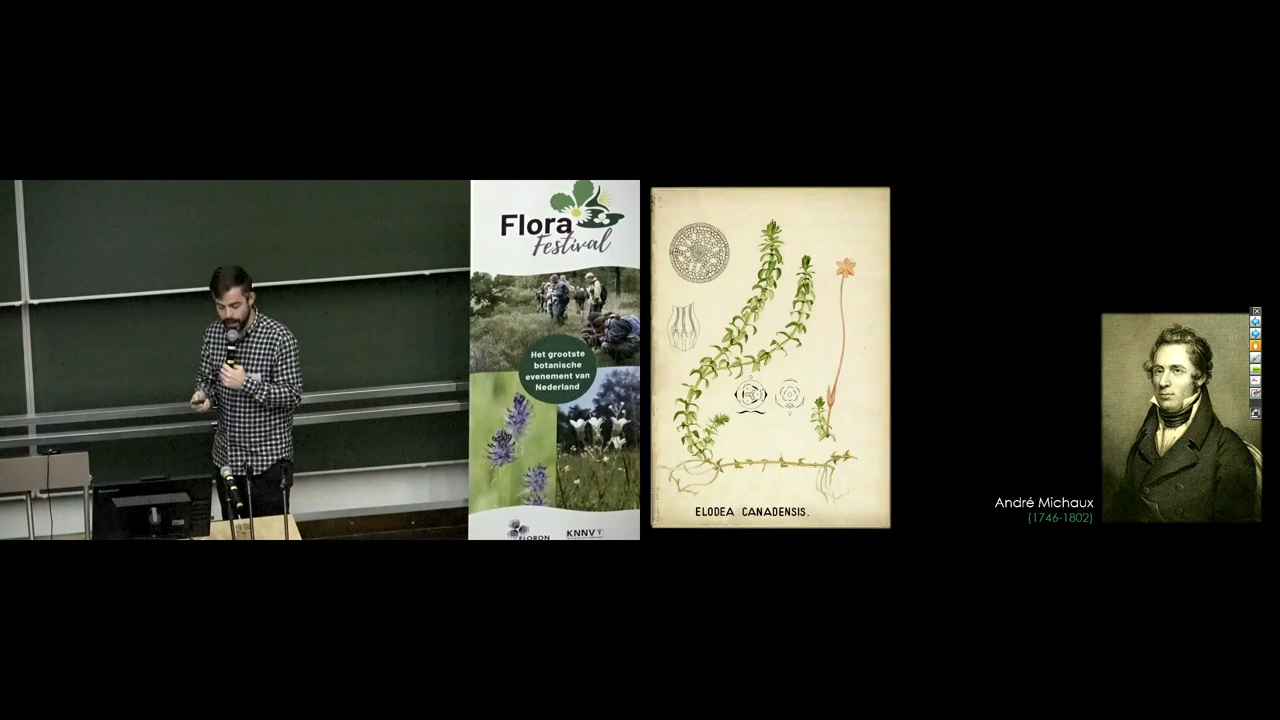 Flora
Festival
Het grootste
botanische
evenement van
Nederland
FLORON
KNNV
ELODEA CANADENSIS.
André Michaux
(1746-1802)